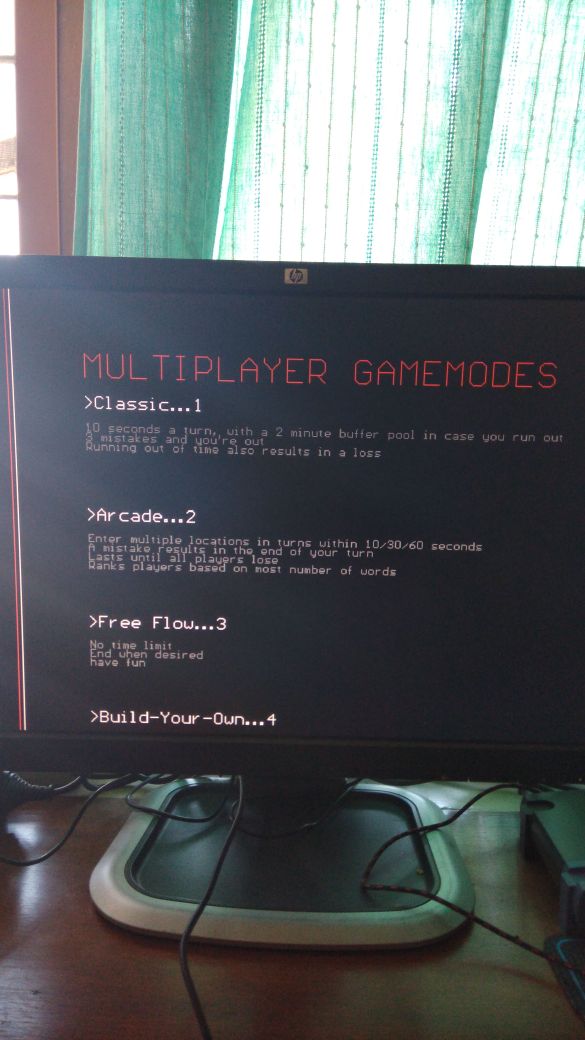 hp
MULTIPLAYER GAMEMODES
>Classic...1
10 seconds a turn, with a 2 minute buffer pool in case you run out
3 mistakes and you're out
Running out of time also results in a loss
>Arcade...2
Enter multiple locations in turns within 10/30/60 seconds
A mistake results in the end of your turn
Lasts until all players lose
Ranks players based on most number of words
>Free Flow...3
No time limit
End when desired
have fun
>Build-Your-Own...4